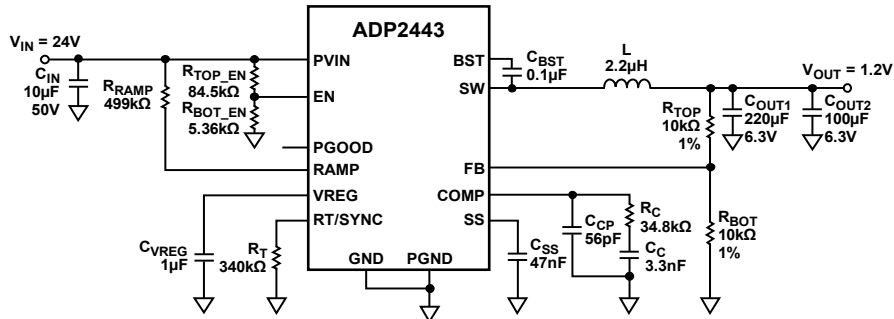 ADP2443
V_IN = 24V
C_IN
10µF
50V
R_RAMP
499kΩ
R_TOP_EN
84.5kΩ
R_BOT_EN
5.36kΩ
PVIN
EN
PGOOD
RAMP
VREG
RT/SYNC
GND
PGND
BST
SW
FB
COMP
SS
C_VREG
1µF
R_T
340kΩ
C_BST
0.1µF
L
2.2µH
V_OUT = 1.2V
R_TOP
10kΩ
1%
C_OUT1
220µF
6.3V
C_OUT2
100µF
6.3V
C_SS
47nF
C_CP
56pF
R_C
34.8kΩ
C_C
3.3nF
R_BOT
10kΩ
1%